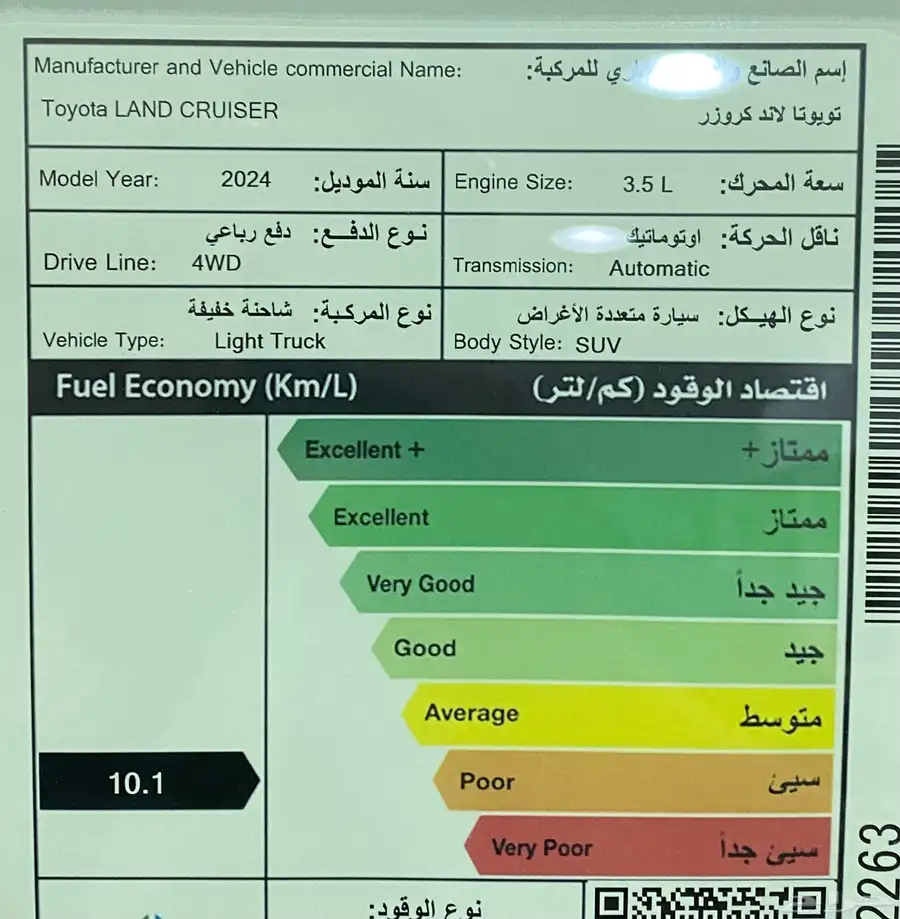 Manufacturer and Vehicle commercial Name: إسم الصانع للمركبة:
Toyota LAND CRUISER تويوتا لاند كروزر
Model Year: 2024 سنة الموديل: Engine Size: 3.5 L سعة المحرك:
نوع الدفع: دفع رباعي ناقل الحركة: اوتوماتيك
Drive Line: 4WD Transmission: Automatic
نوع المركبة: شاحنة خفيفة نوع الهيكل: سيارة متعددة الأغراض
Vehicle Type: Light Truck Body Style: SUV
Fuel Economy (Km/L) اقتصاد الوقود (كم/لتر)
Excellent + ممتاز+
Excellent ممتاز
Very Good جيد جداً
Good جيد
Average متوسط
10.1 Poor سيئ
Very Poor سيئ جداً
نوع الوقود:
2263